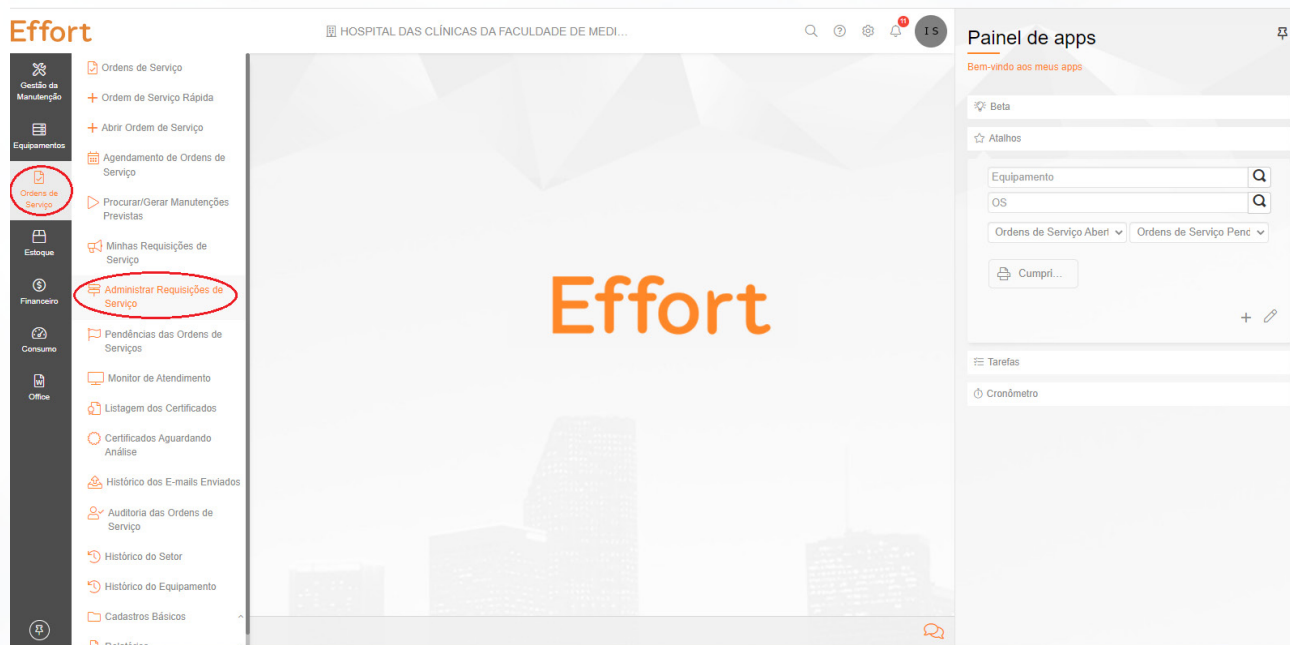 Effort
HOSPITAL DAS CLÍNICAS DA FACULDADE DE MEDI...
11
I S
Gestão da
Manutenção
Equipamentos
Ordens de
Serviço
Estoque
Financeiro
Consumo
Office
Ordens de Serviço
Ordem de Serviço Rápida
Abrir Ordem de Serviço
Agendamento de Ordens de
Serviço
Procurar/Gerar Manutenções
Previstas
Minhas Requisições de
Serviço
Administrar Requisições de
Serviço
Pendências das Ordens de
Serviços
Monitor de Atendimento
Listagem dos Certificados
Certificados Aguardando
Análise
Histórico dos E-mails Enviados
Auditoria das Ordens de
Serviço
Histórico do Setor
Histórico do Equipamento
Cadastros Básicos
Effort
Painel de apps
Bem-vindo aos meus apps
Beta
Atalhos
Equipamento
OS
Ordens de Serviço Abert
Ordens de Serviço Penc
Cumpri...
Tarefas
Cronômetro